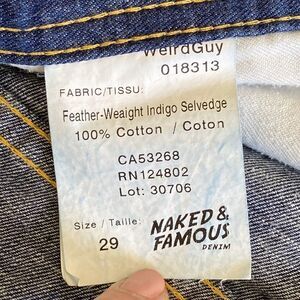 WeirdGuy
018313
FABRIC/TISSU:
Feather-Weaight Indigo Selvedge
100% Cotton / Coton
CA53268
RN124802
Lot: 30706
Size / Taille:
29
NAKED &
FAMOUS
DENIM